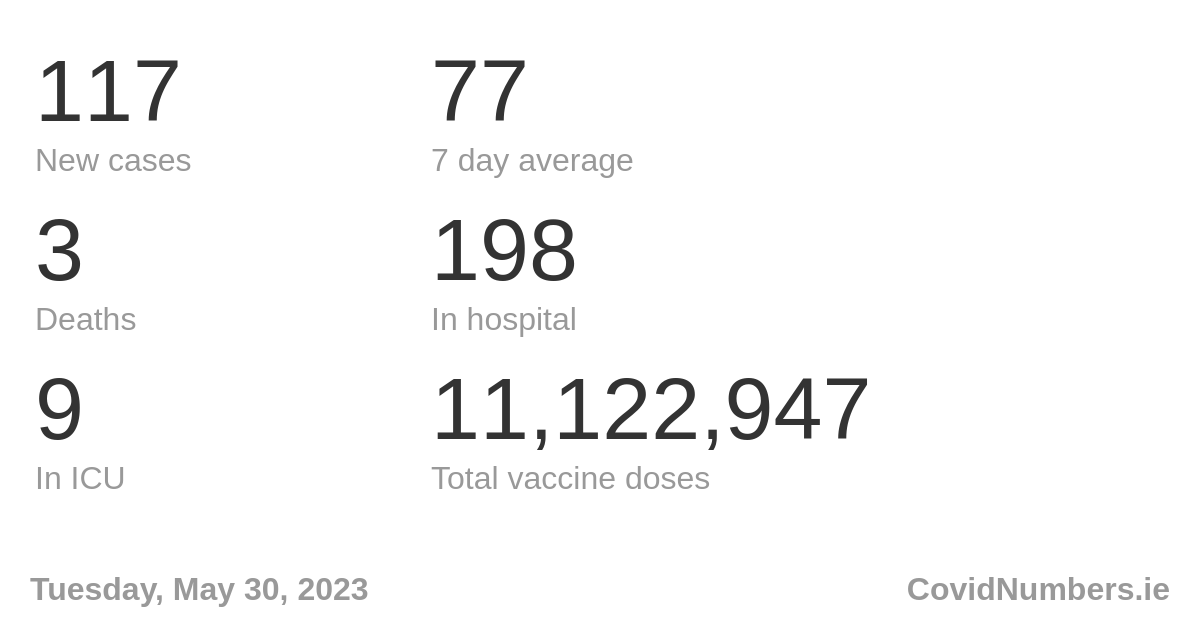 117
77
New cases
7 day average
3
198
Deaths
In hospital
9
11,122,947
In ICU
Total vaccine doses
Tuesday, May 30, 2023
CovidNumbers.ie